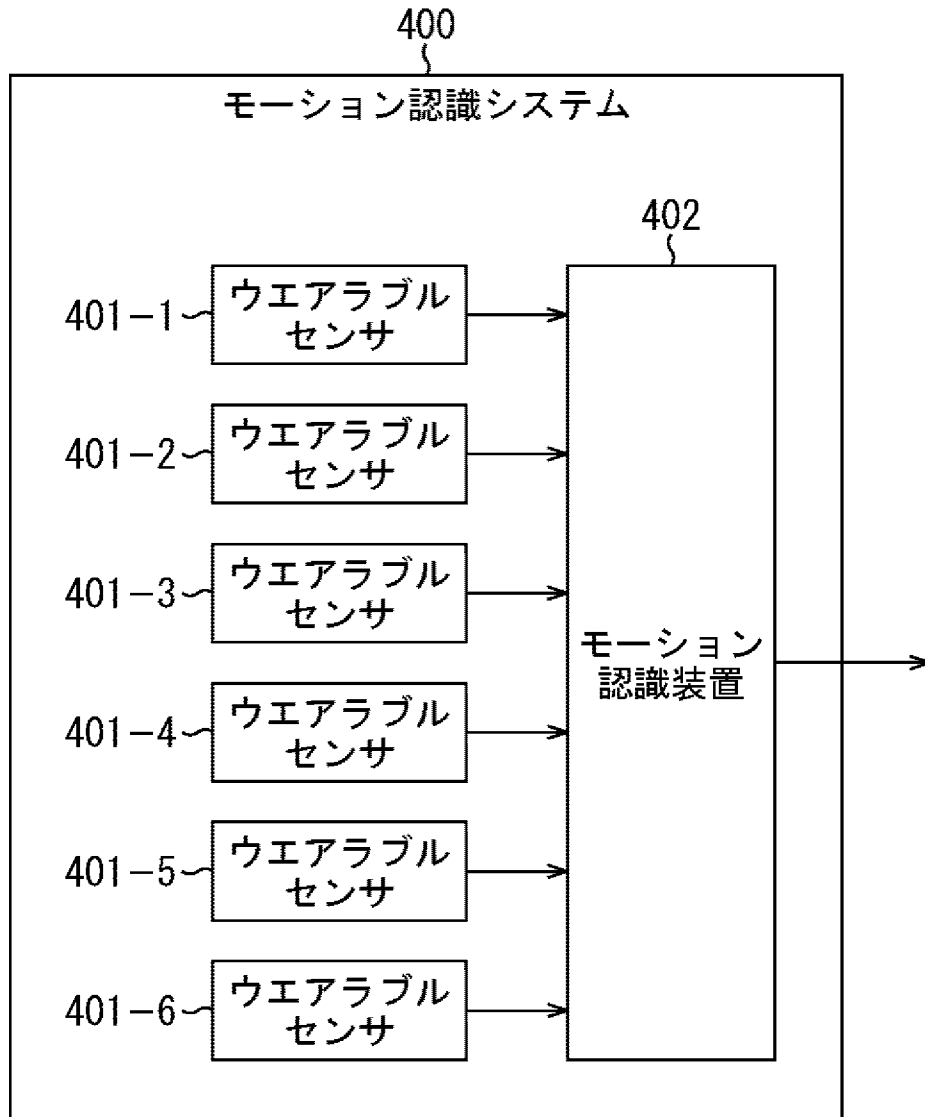 400
モーション認識システム
402
401-1
ウエアラブル
センサ
401-2
ウエアラブル
センサ
401-3
ウエアラブル
センサ
401-4
ウエアラブル
センサ
401-5
ウエアラブル
センサ
401-6
ウエアラブル
センサ
モーション
認識装置